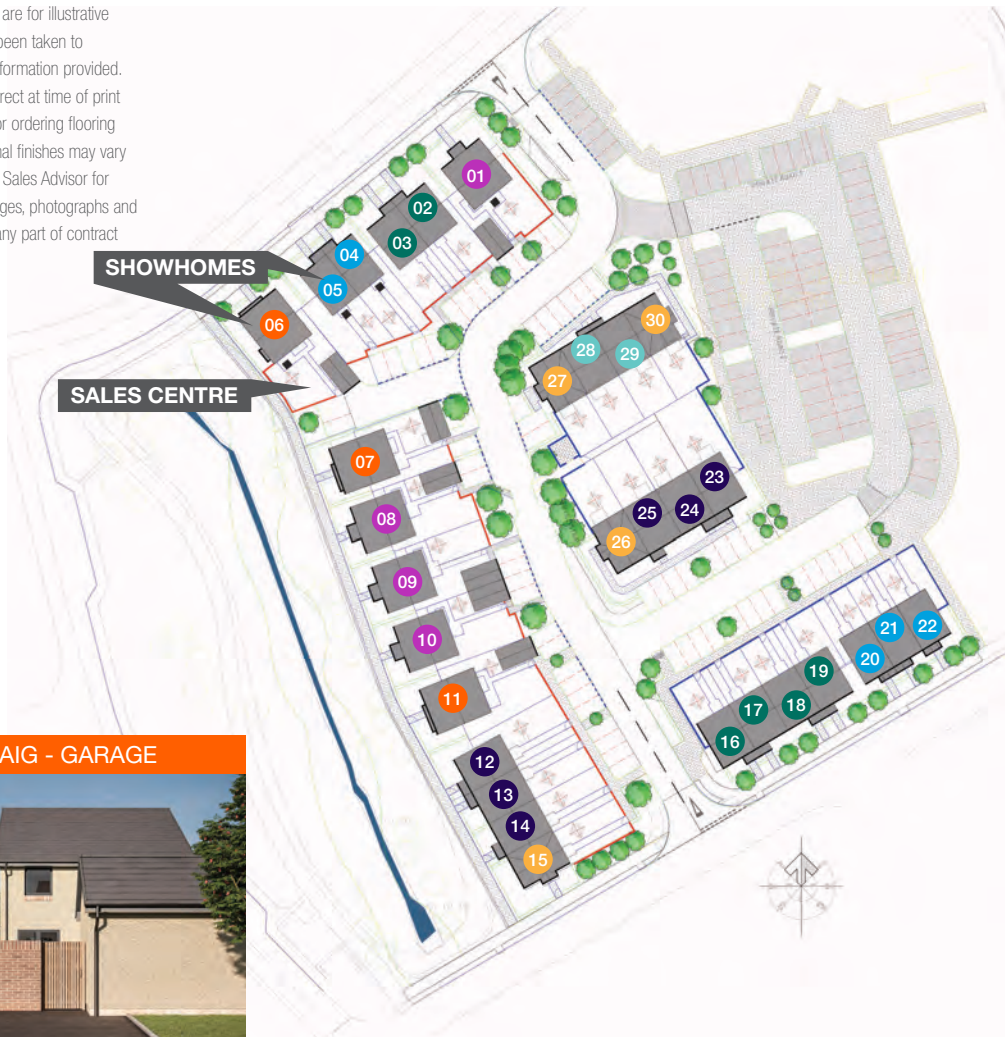 are for illustrative
been taken to
formation provided.
rect at time of print
or ordering flooring
nal finishes may vary
Sales Advisor for
ges, photographs and
any part of contract
01
02
03
04
SHOWHOMES
05
06
30
28
29
27
SALES CENTRE
07
23
08
25
24
26
09
10
21
22
20
11
19
17
18
16
AIG - GARAGE
12
13
14
15